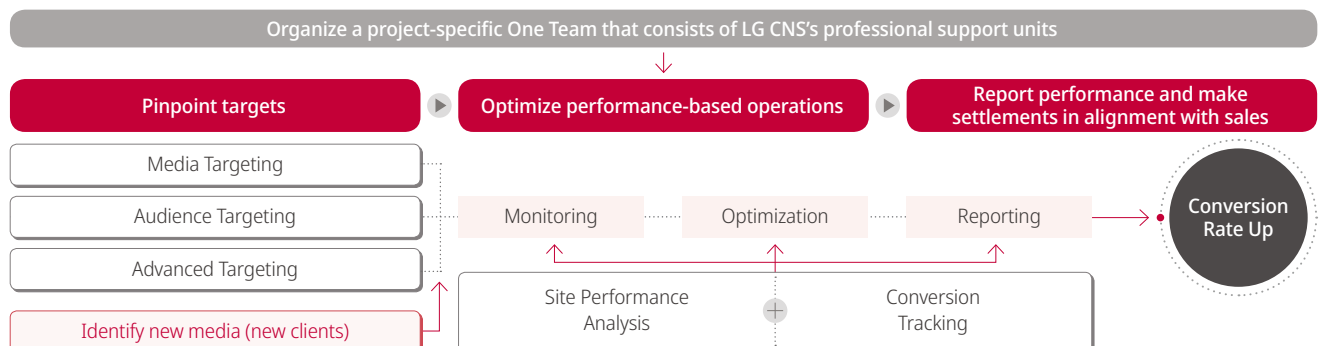 Organize a project-specific One Team that consists of LG CNS's professional support units
Pinpoint targets
Optimize performance-based operations
Report performance and make
settlements in alignment with sales
Media Targeting
Audience Targeting
Advanced Targeting
Identify new media (new clients)
Monitoring
Optimization
Reporting
Conversion
Rate Up
Site Performance
Analysis
Conversion
Tracking